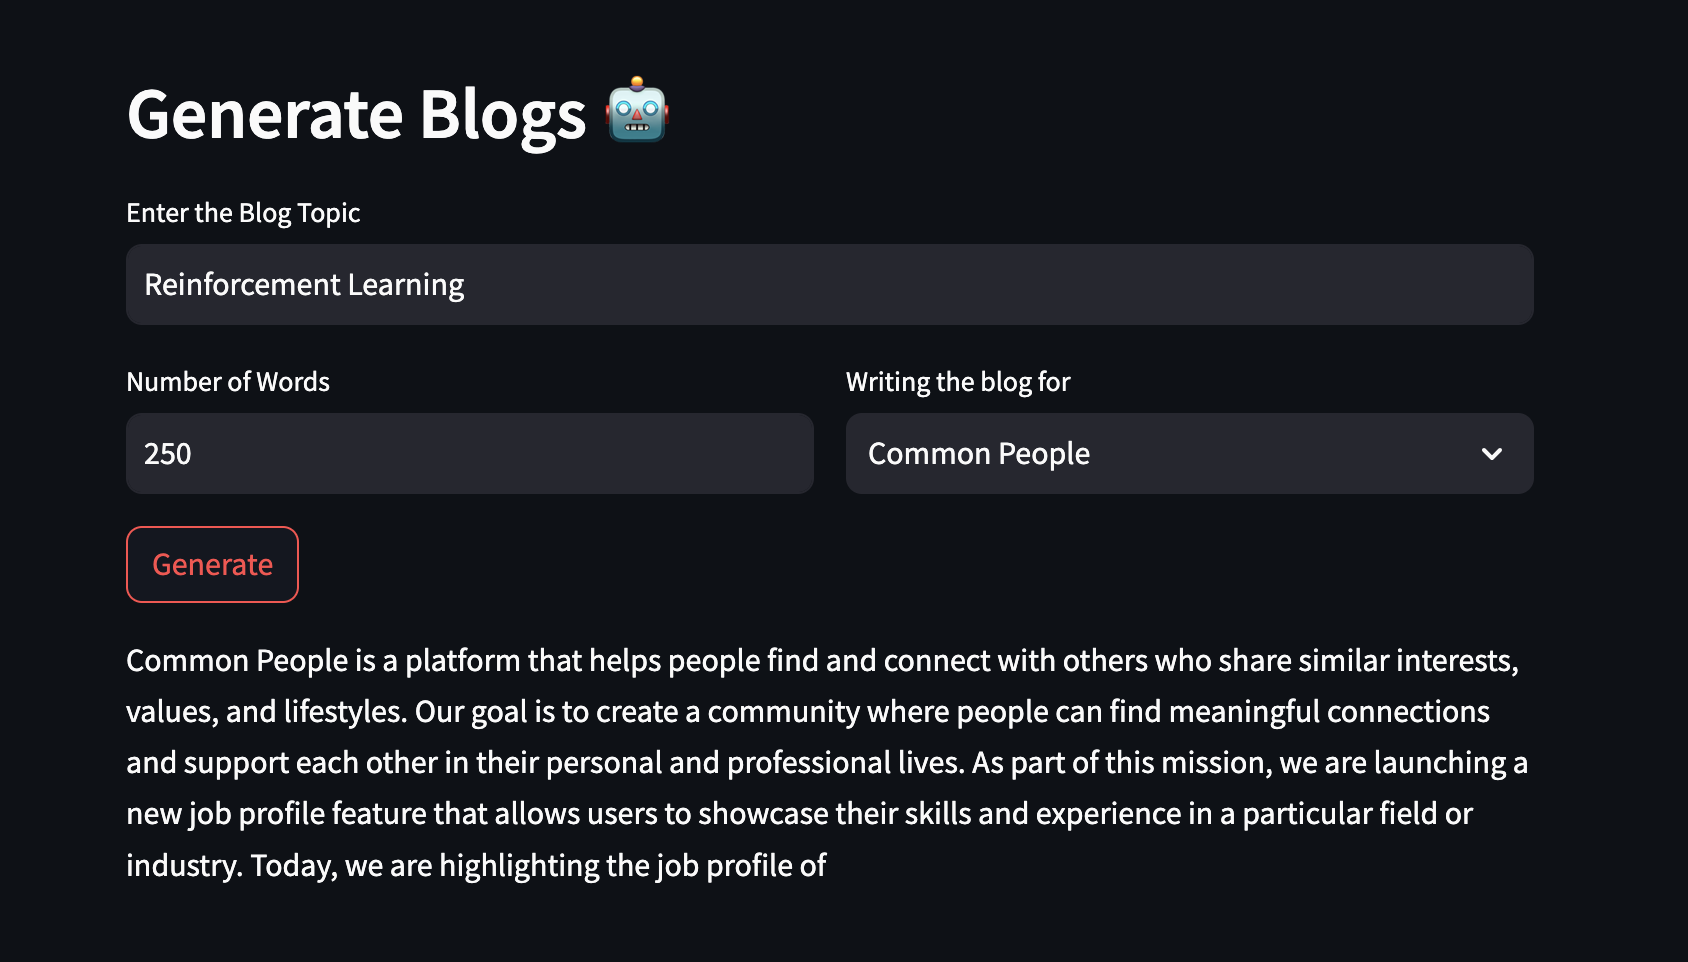 Generate Blogs 🤖
Enter the Blog Topic
Reinforcement Learning
Number of Words
Writing the blog for
250
Common People
Generate
Common People is a platform that helps people find and connect with others who share similar interests,
values, and lifestyles. Our goal is to create a community where people can find meaningful connections
and support each other in their personal and professional lives. As part of this mission, we are launching a
new job profile feature that allows users to showcase their skills and experience in a particular field or
industry. Today, we are highlighting the job profile of